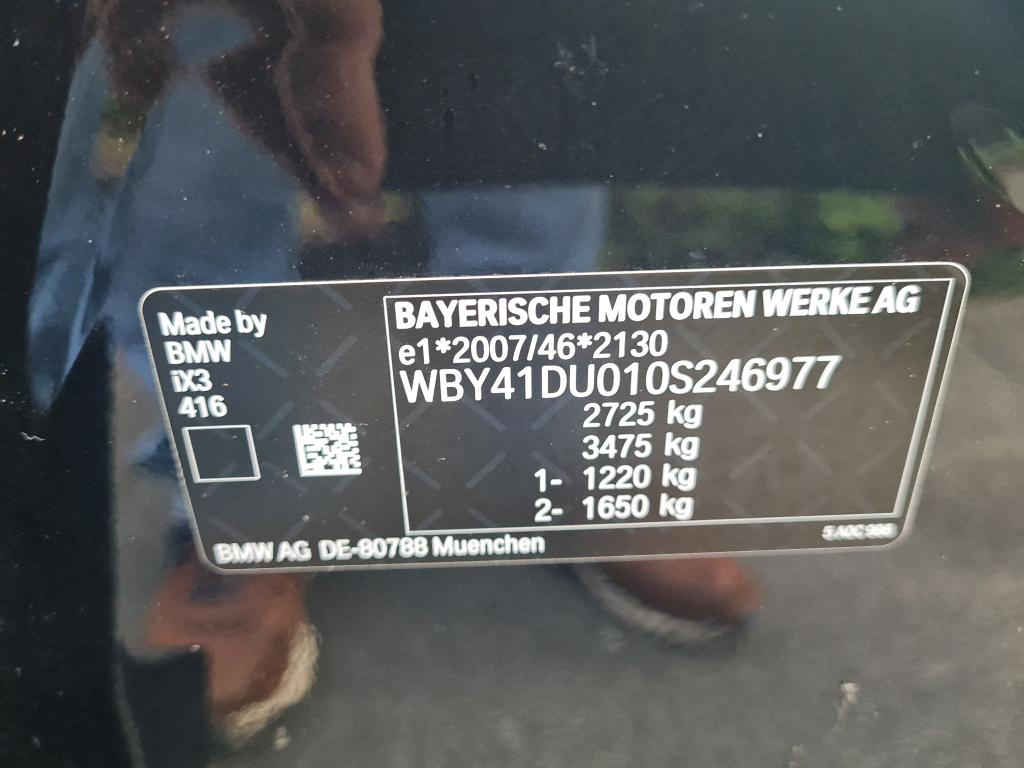 Made by
BMW
iX3
416
BAYERISCHE MOTOREN WERKE AG
e1*2007/46*2130
WBY41DU010S246977
2725 kg
3475 kg
1- 1220 kg
2- 1650 kg
BMW AG DE-80788 Muenchen